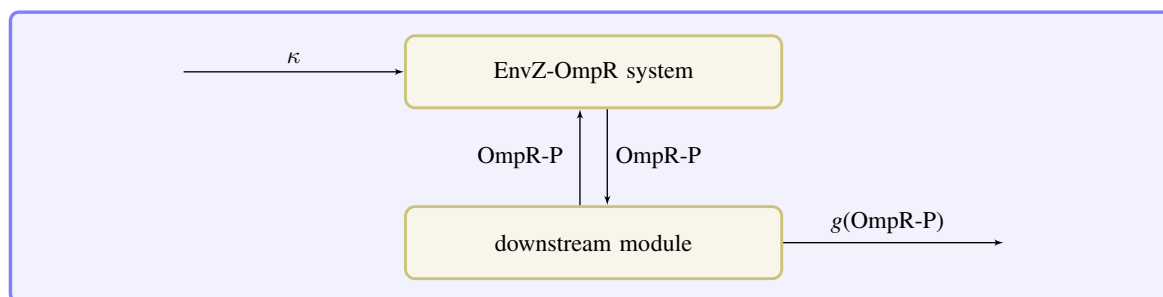 κ
EnvZ-OmpR system
OmpR-P
OmpR-P
g(OmpR-P)
downstream module